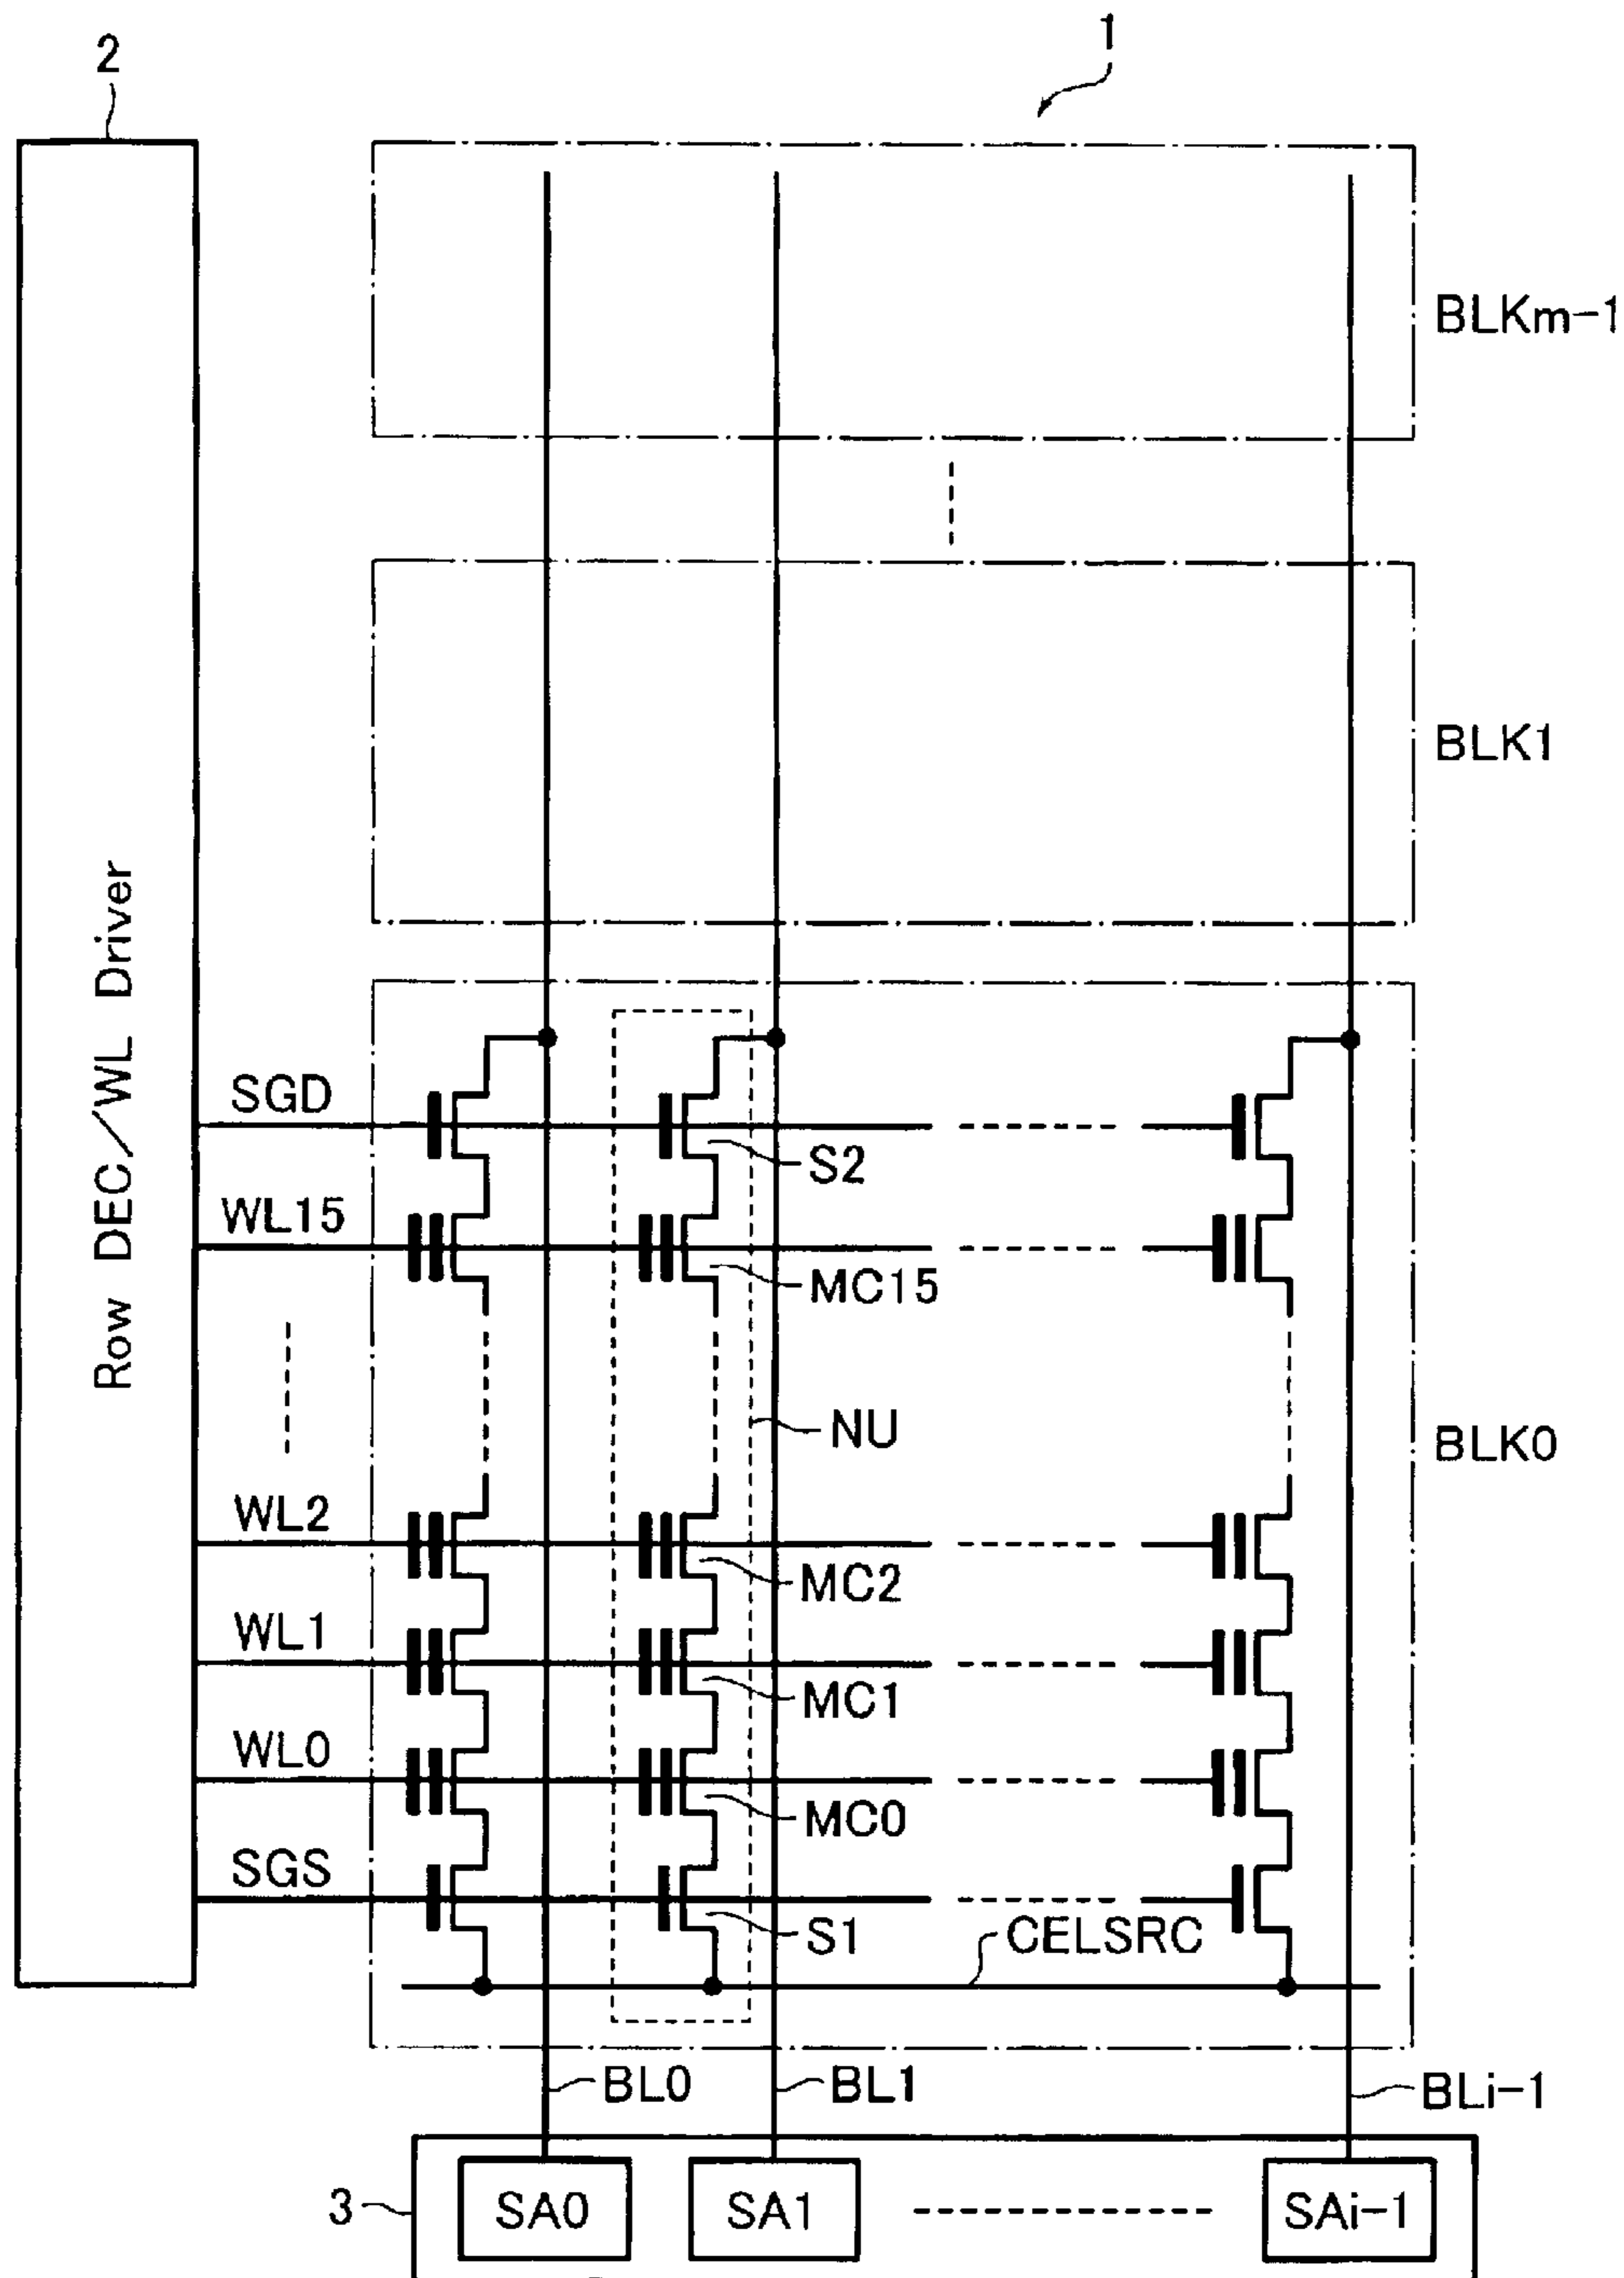 1
2
BLKm-1
BLK1
Row DEC/WL Driver
SGD
S2
WL15
MC15
NU
BLK0
WL2
MC2
WL1
MC1
WL0
MC0
SGS
S1
CELSRC
BL0
BL1
BLi-1
3
SA0
SA1
SAi-1